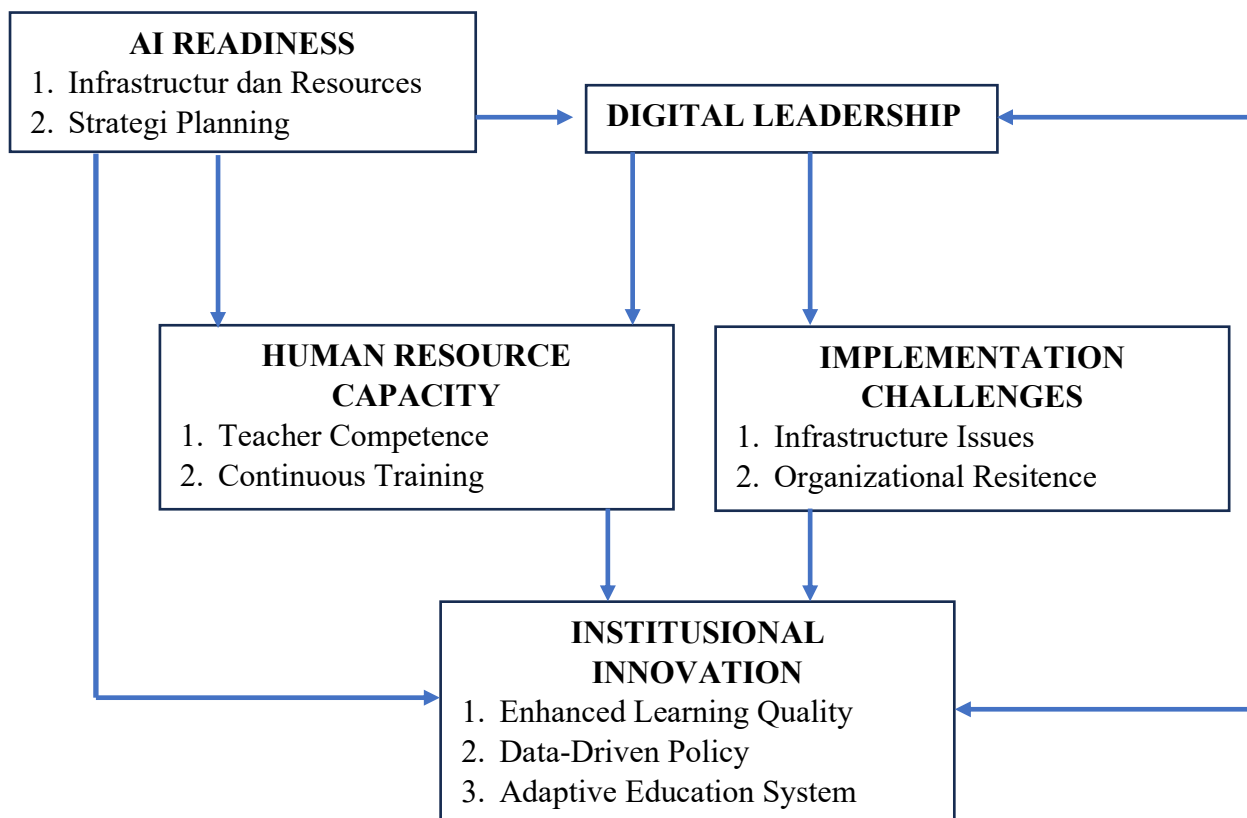 AI READINESS
1. Infrastructur dan Resources
2. Strategi Planning
DIGITAL LEADERSHIP
HUMAN RESOURCE
CAPACITY
1. Teacher Competence
2. Continuous Training
IMPLEMENTATION
CHALLENGES
1. Infrastructure Issues
2. Organizational Resitence
INSTITUSIONAL
INNOVATION
1. Enhanced Learning Quality
2. Data-Driven Policy
3. Adaptive Education System